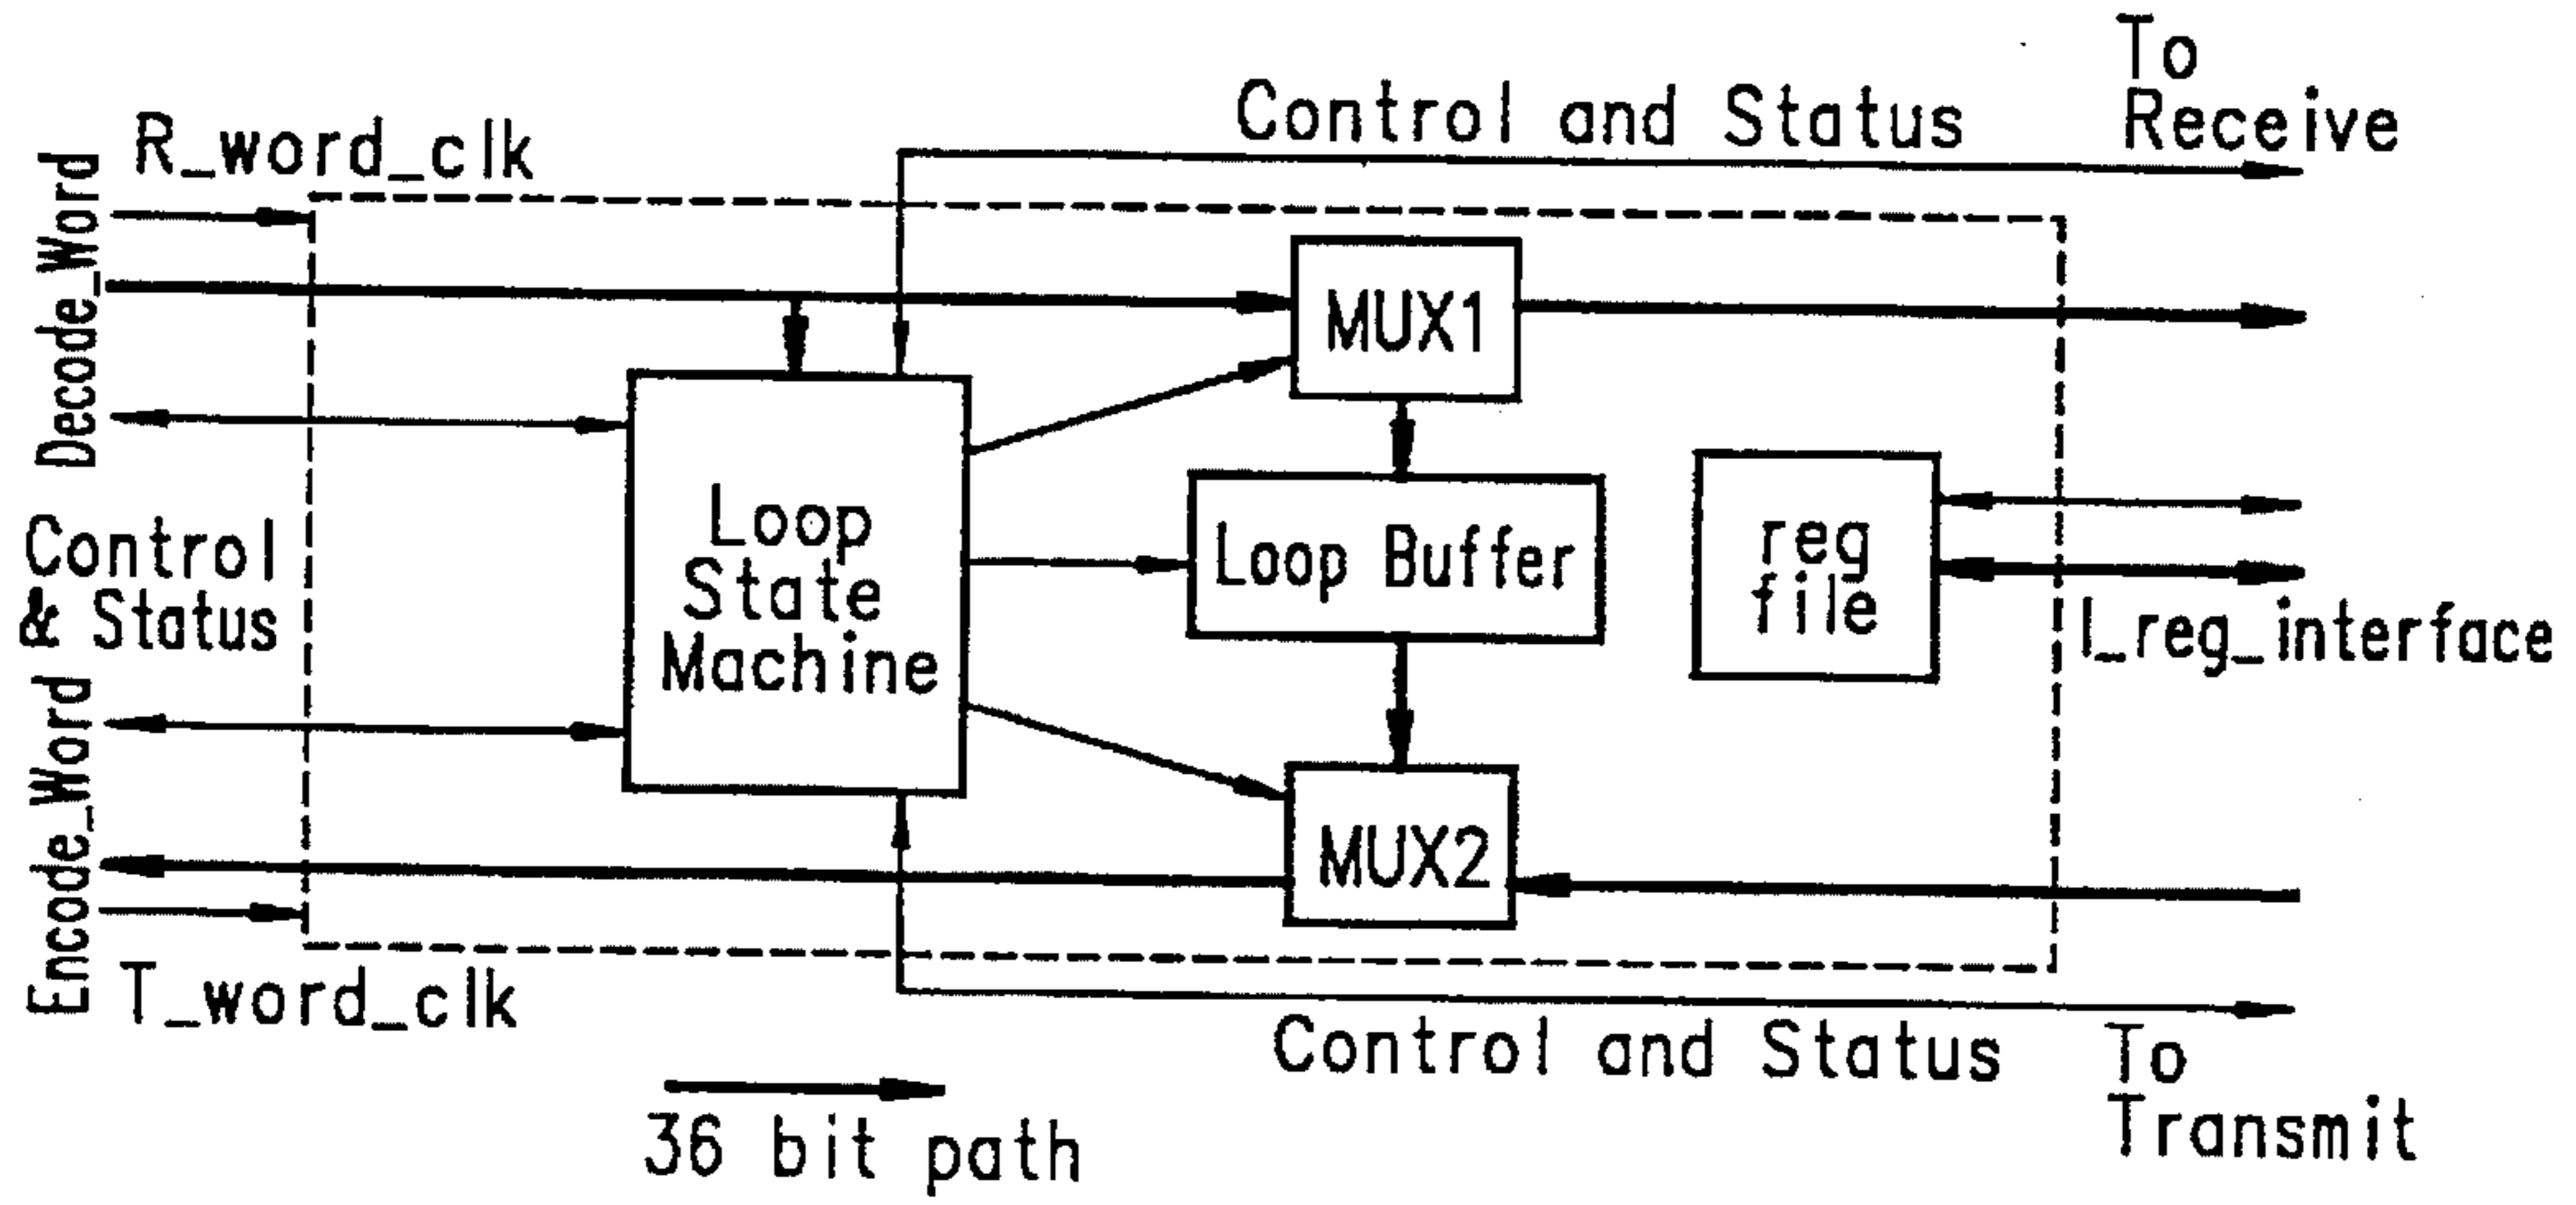 To
Receive
Control and Status
R_word_clk
Decode_Word
MUX1
Loop
State
Machine
Loop Buffer
reg
file
Control
& Status
I_reg_interface
Encode_Word
MUX2
T_word_clk
Control and Status
To
Transmit
36 bit path